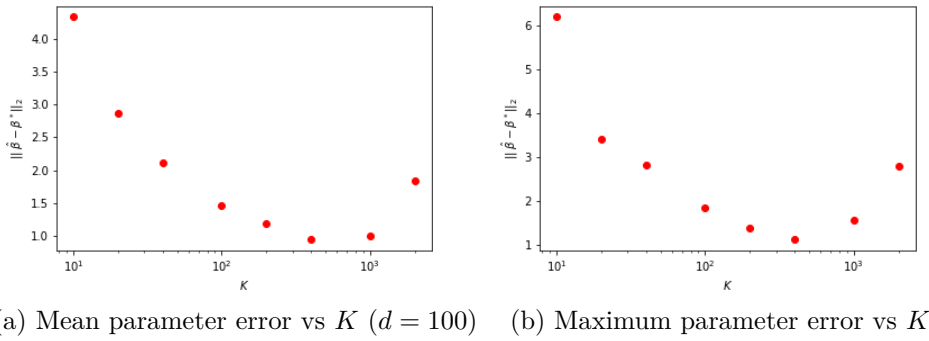 4.0
3.5
3.0
2.5
2.0
1.5
1.0
|| β̂ − β* ||₂
10¹ 10² 10³
K
6
5
4
3
2
1
|| β̂ − β* ||₂
10¹ 10² 10³
K
a) Mean parameter error vs K (d = 100)
(b) Maximum parameter error vs K